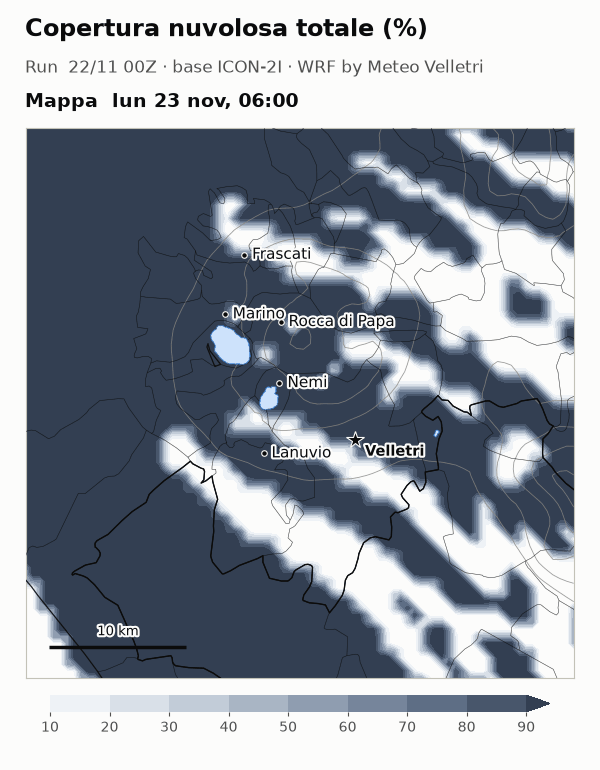 Copertura nuvolosa totale (%)
Run  22/11 00Z · base ICON-2I · WRF by Meteo Velletri
Mappa  lun 23 nov, 06:00
Frascati
Marino
Rocca di Papa
Nemi
Velletri
Lanuvio
10 km
10 20 30 40 50 60 70 80 90